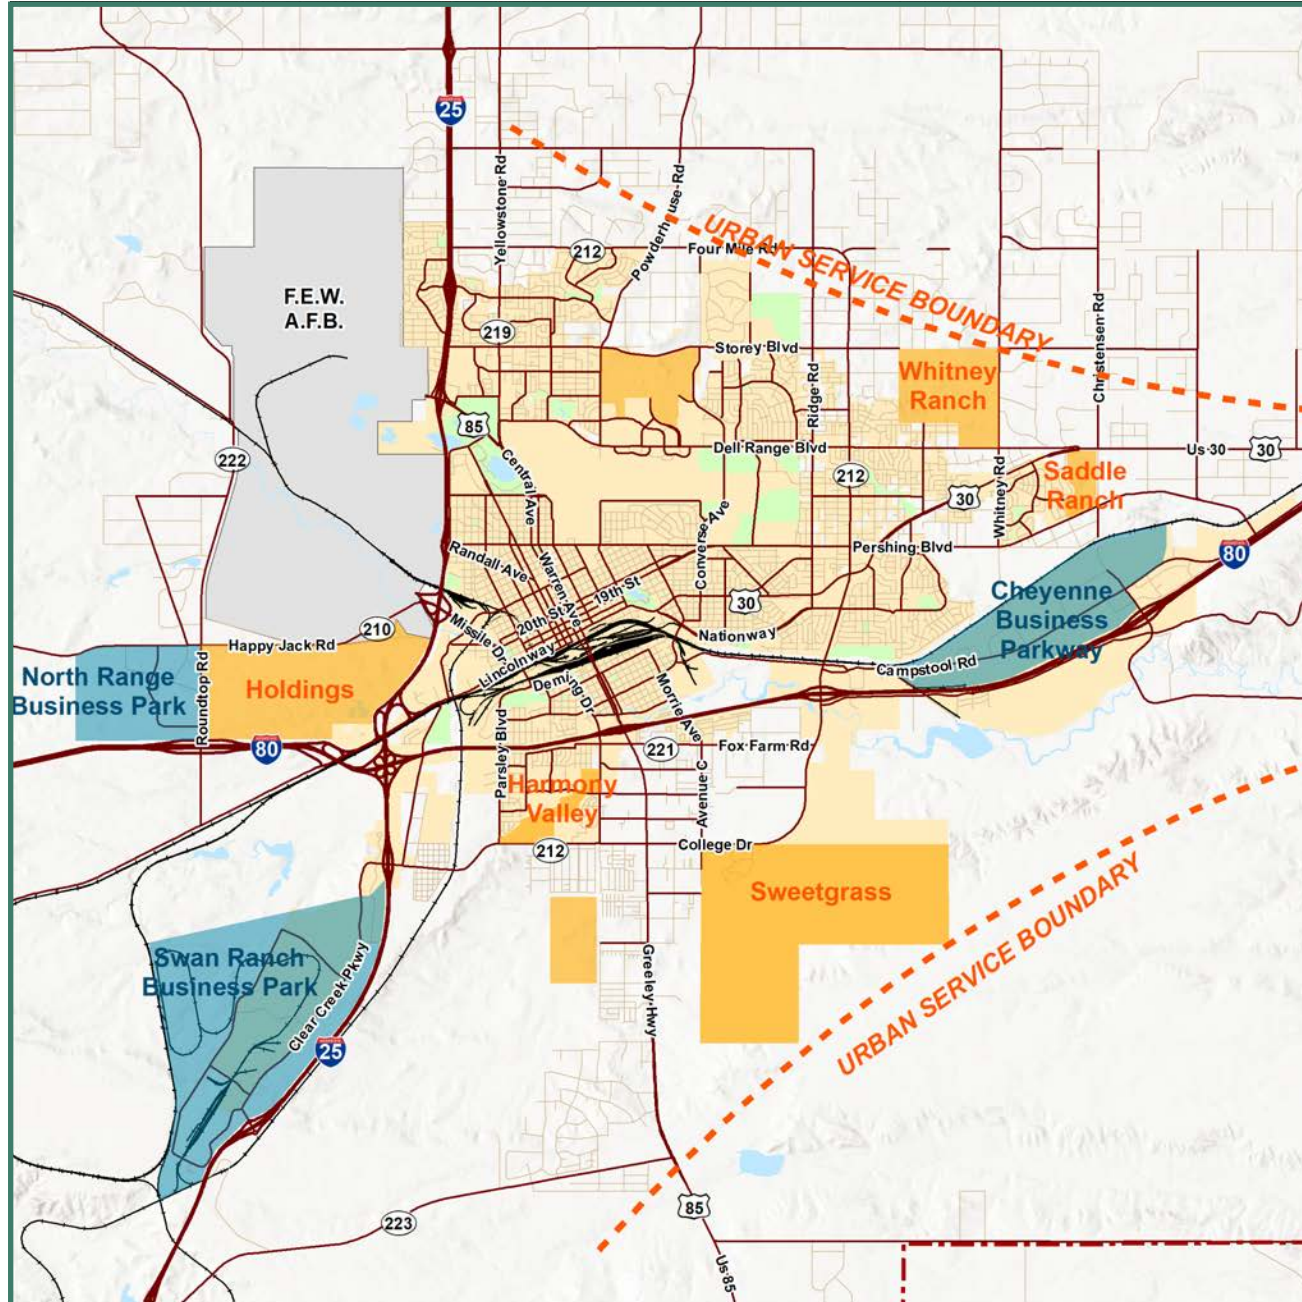 25
Yellowstone Rd
Powderhouse Rd
212
Four Mile Rd
URBAN SERVICE BOUNDARY
F.E.W.
A.F.B.
219
Storey Blvd
Christensen Rd
Whitney
Ranch
Ridge Rd
85
Dell Range Blvd
Us 30
30
222
Central Ave
212
30
Saddle
Ranch
Whitney Rd
Converse Ave
Pershing Blvd
80
Randall Ave
Warren Ave
19th St
20th St
30
Cheyenne
Business
Parkway
210
Happy Jack Rd
Missile Dr
Lincolnway
Nationway
Campstool Rd
North Range
Business Park
Roundtop Rd
Holdings
Deming Dr
Morrie Ave
80
Parsley Blvd
221
Fox Farm Rd
Harmony
Valley
Avenue C
212
College Dr
Sweetgrass
URBAN SERVICE BOUNDARY
Swan Ranch
Business Park
Clear Creek Pkwy
Greeley Hwy
25
223
85
Us 85